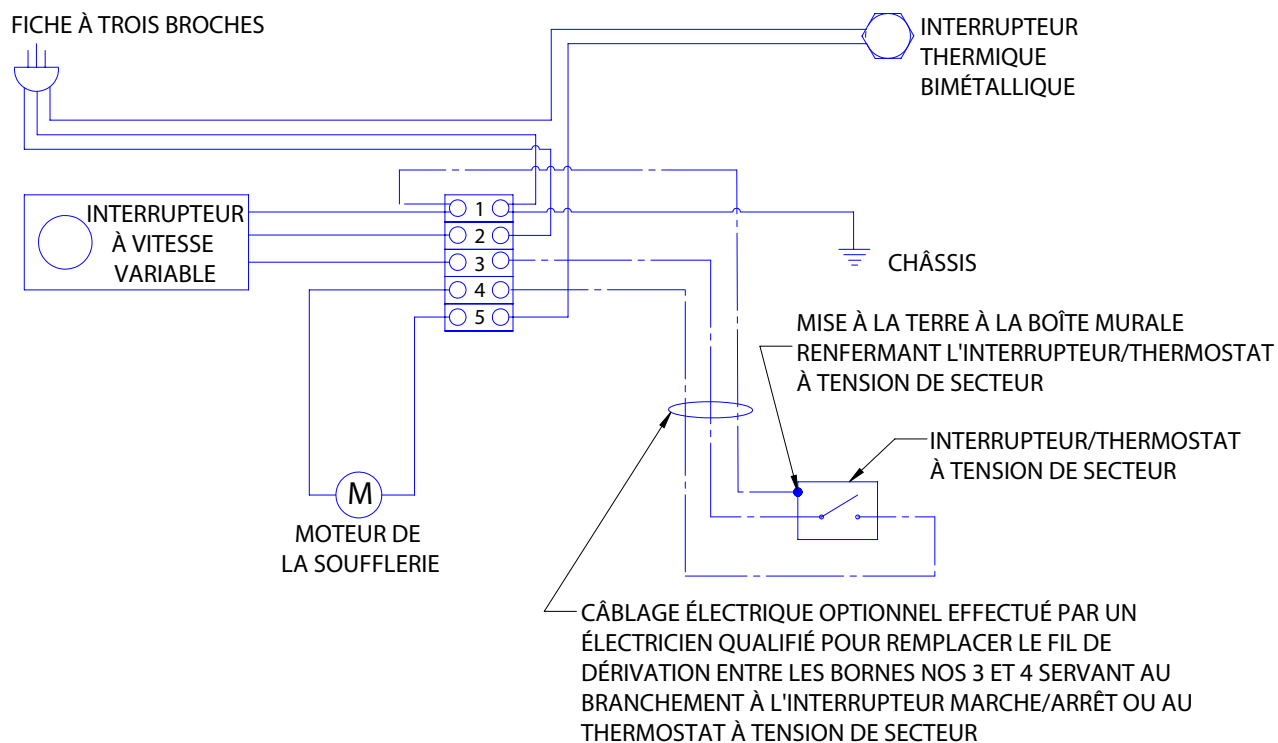 FICHE À TROIS BROCHES
INTERRUPTEUR
THERMIQUE
BIMÉTALLIQUE
INTERRUPTEUR
À VITESSE
VARIABLE
1
2
3
4
5
CHÂSSIS
MISE À LA TERRE À LA BOÎTE MURALE
RENFERMANT L'INTERRUPTEUR/THERMOSTAT
À TENSION DE SECTEUR
INTERRUPTEUR/THERMOSTAT
À TENSION DE SECTEUR
M
MOTEUR DE
LA SOUFFLERIE
CÂBLAGE ÉLECTRIQUE OPTIONNEL EFFECTUÉ PAR UN
ÉLECTRICIEN QUALIFIÉ POUR REMPLACER LE FIL DE
DÉRIVATION ENTRE LES BORNES NOS 3 ET 4 SERVANT AU
BRANCHEMENT À L'INTERRUPTEUR MARCHE/ARRÊT OU AU
THERMOSTAT À TENSION DE SECTEUR